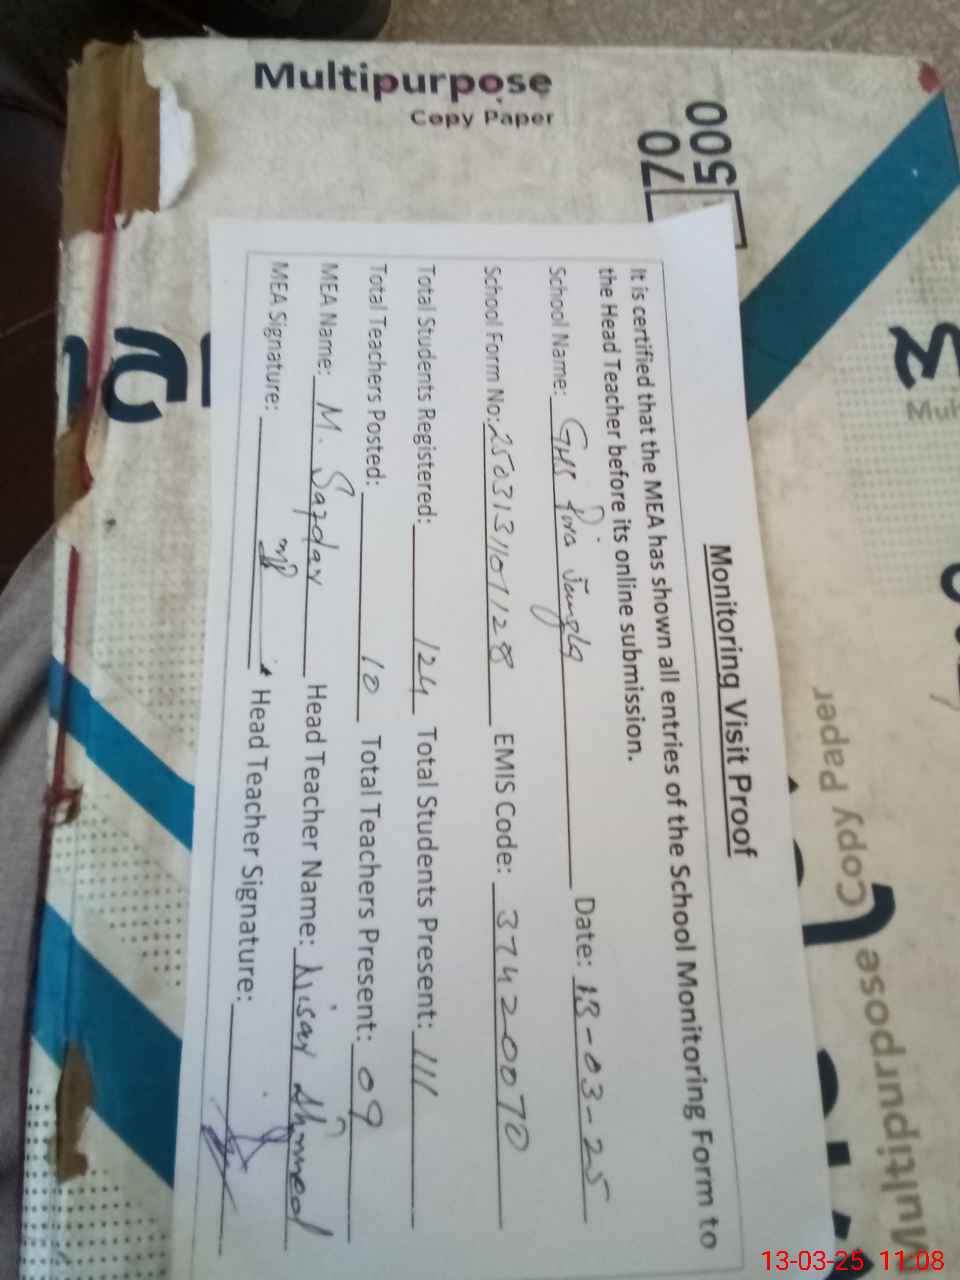 Multipurpose
Copy Paper
500
70
Monitoring Visit Proof
It is certified that the MEA has shown all entries of the School Monitoring Form to
the Head Teacher before its online submission.
School Name: GHS Pira Jangla Date: 13-03-25
School Form No: 2503131107128 EMIS Code: 37420070
Total Students Registered: 124 Total Students Present: 111
Total Teachers Posted: 10 Total Teachers Present: 09
MEA Name: M. Safdar Head Teacher Name: Nisar Ahmed
MEA Signature: Head Teacher Signature:
Multipurpose
Copy Paper
13-03-25 11:08